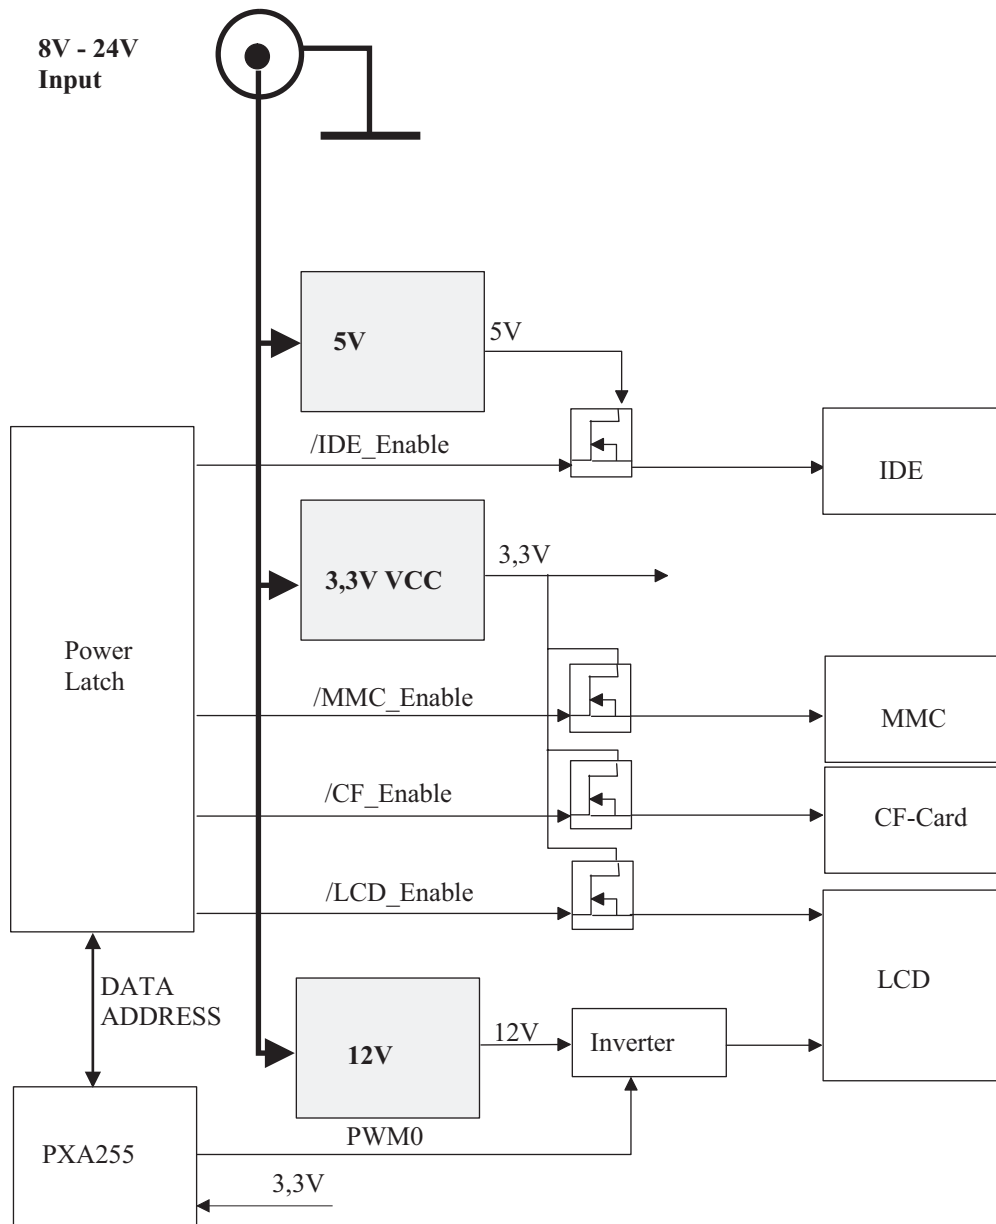 8V - 24V
Input
5V
5V
/IDE_Enable
IDE
3,3V VCC
3,3V
Power
Latch
/MMC_Enable
MMC
/CF_Enable
CF-Card
/LCD_Enable
LCD
DATA
ADDRESS
12V
12V
Inverter
PWM0
PXA255
3,3V